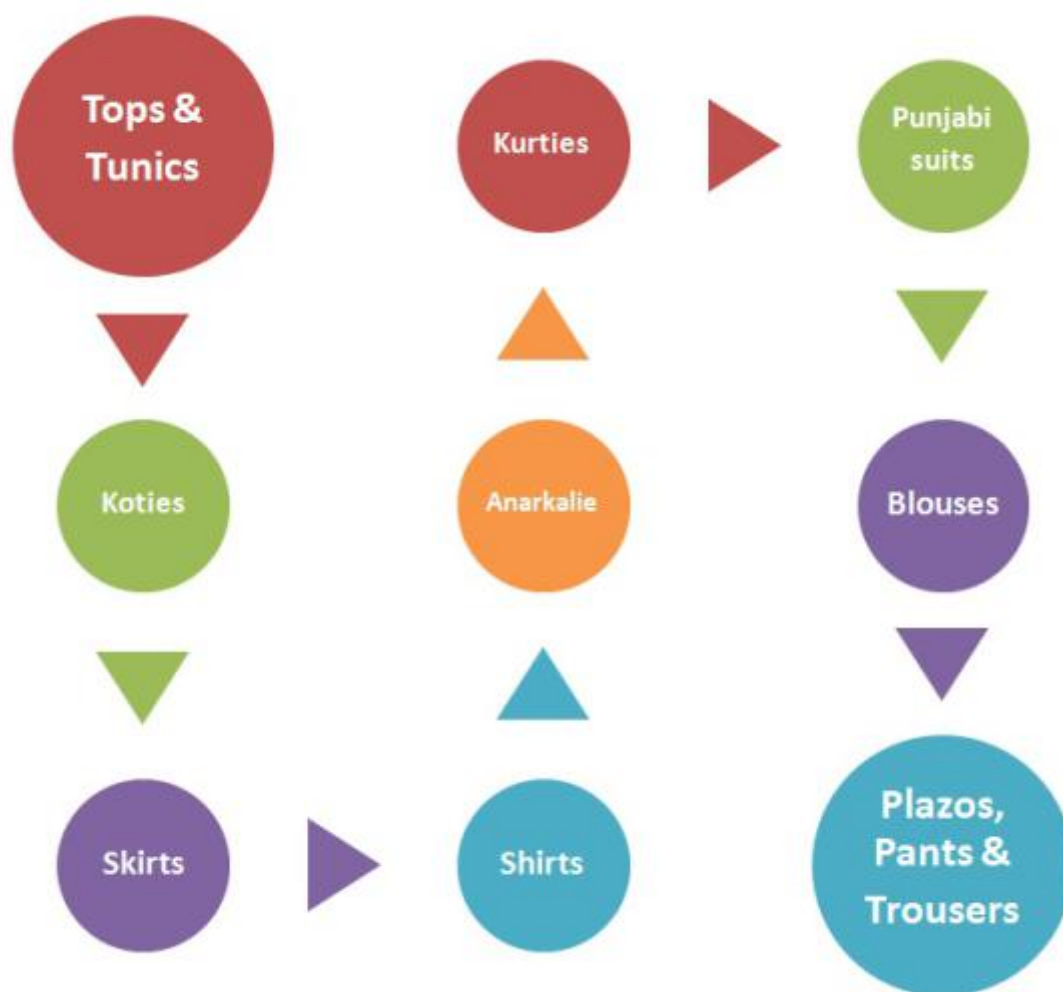 Tops &
Tunics
Koties
Skirts
Shirts
Anarkalie
Kurties
Punjabi
suits
Blouses
Plazos,
Pants &
Trousers